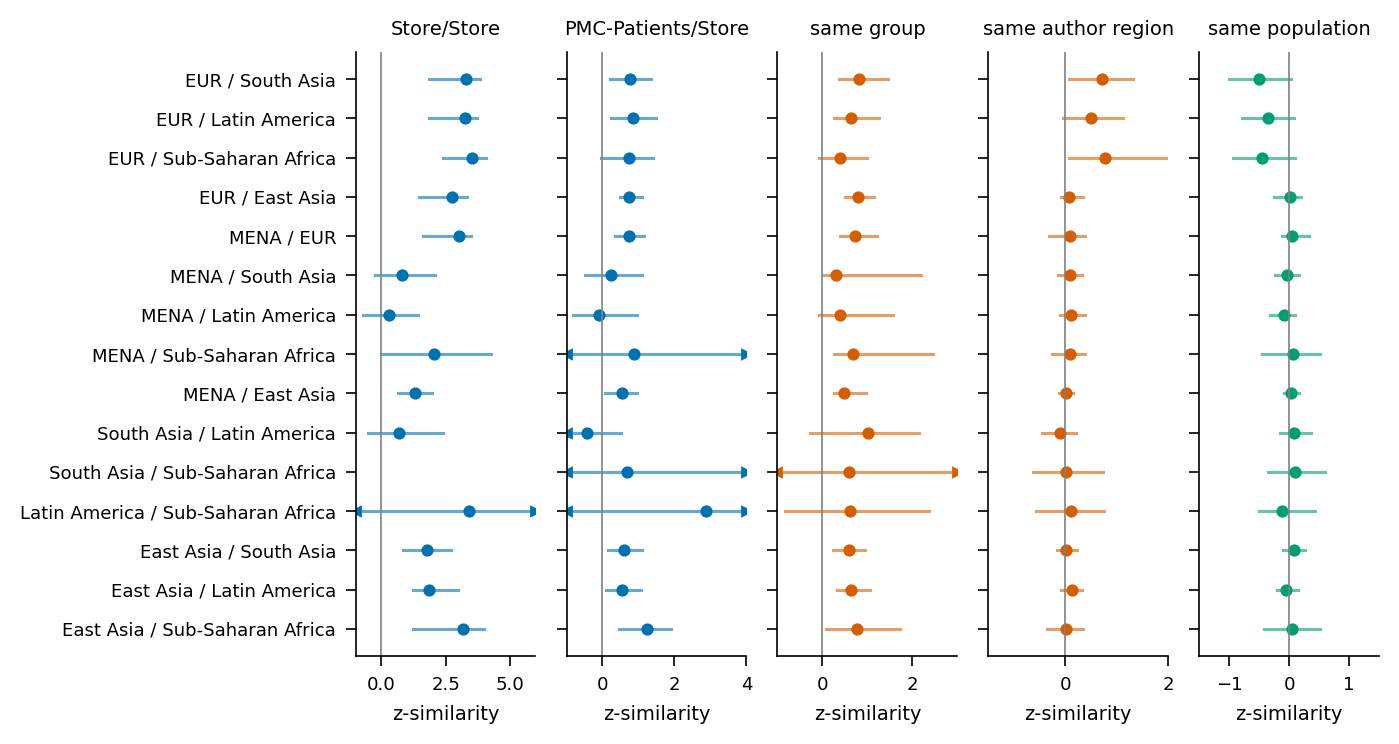 Store/Store
PMC-Patients/Store
same group
same author region
same population
EUR / South Asia
EUR / Latin America
EUR / Sub-Saharan Africa
EUR / East Asia
MENA / EUR
MENA / South Asia
MENA / Latin America
MENA / Sub-Saharan Africa
MENA / East Asia
South Asia / Latin America
South Asia / Sub-Saharan Africa
Latin America / Sub-Saharan Africa
East Asia / South Asia
East Asia / Latin America
East Asia / Sub-Saharan Africa
0.0 2.5 5.0
0 2 4
0 2
0 2
−1 0 1
z-similarity
z-similarity
z-similarity
z-similarity
z-similarity